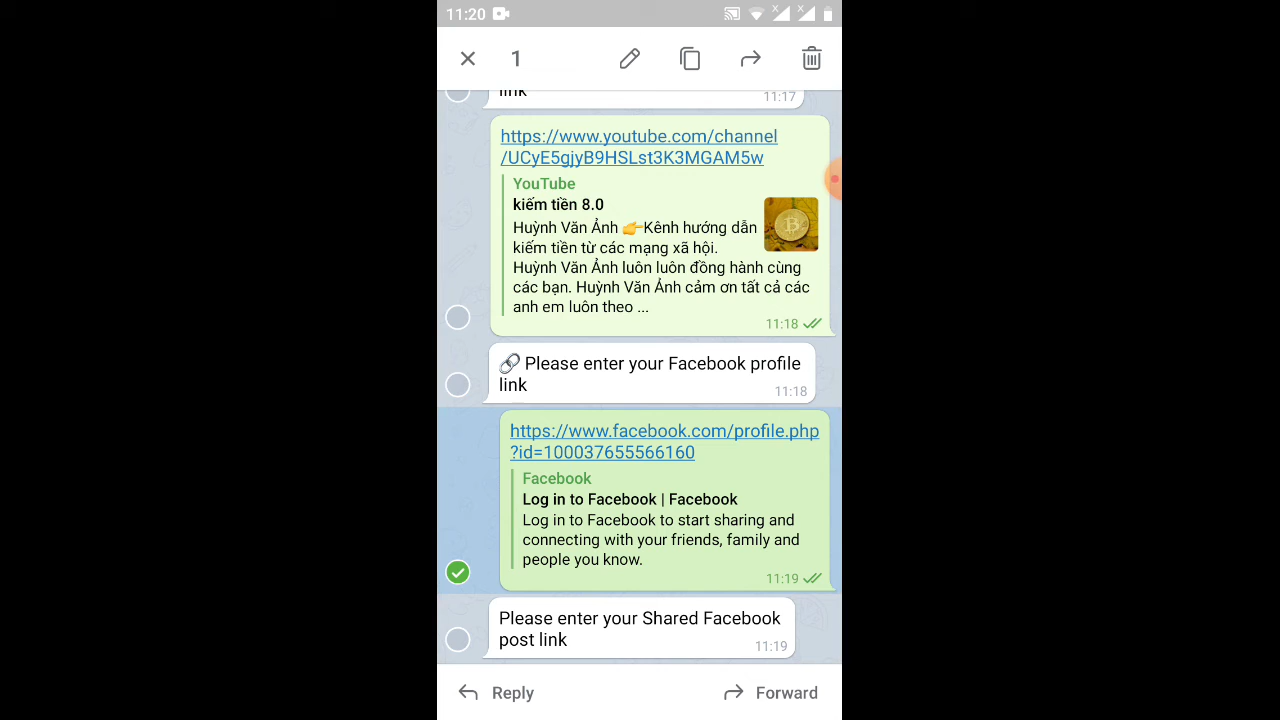 11:20
1
link
11:17
https://www.youtube.com/channel
/UCyE5gjyB9HSLst3K3MGAM5w
YouTube
kiếm tiền 8.0
Huỳnh Văn Ảnh 👉Kênh hướng dẫn
kiếm tiền từ các mạng xã hội.
Huỳnh Văn Ảnh luôn luôn đồng hành cùng
các bạn. Huỳnh Văn Ảnh cảm ơn tất cả các
anh em luôn theo ...
11:18
🔗 Please enter your Facebook profile
link
11:18
https://www.facebook.com/profile.php
?id=100037655566160
Facebook
Log in to Facebook | Facebook
Log in to Facebook to start sharing and
connecting with your friends, family and
people you know.
11:19
Please enter your Shared Facebook
post link
11:19
Reply
Forward